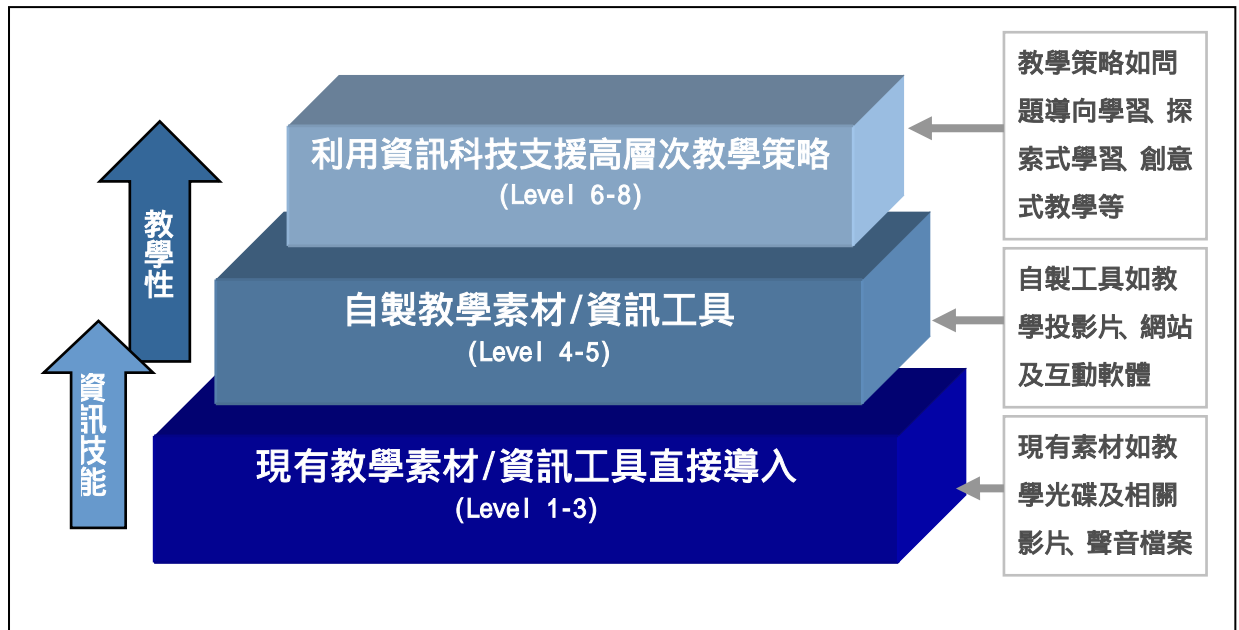 教學策略如問
題導向學習、探
索式學習、創意
式教學等
利用資訊科技支援高層次教學策略
(Level 6-8)
教學性
自製教學素材/資訊工具
(Level 4-5)
自製工具如教
學投影片、網站
及互動軟體
資訊技能
現有教學素材/資訊工具直接導入
(Level 1-3)
現有素材如教
學光碟及相關
影片、聲音檔案